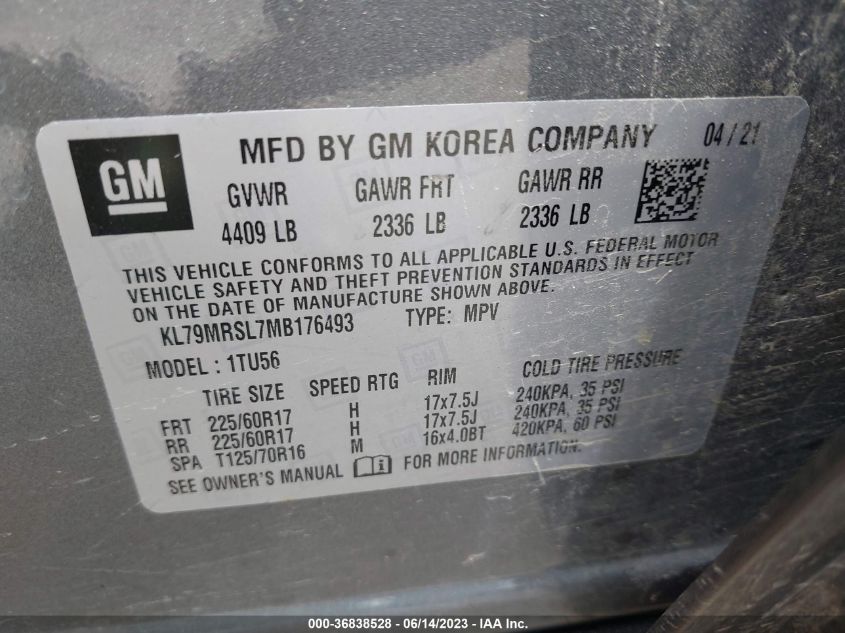 GM
MFD BY GM KOREA COMPANY 04/21
GVWR GAWR FRT GAWR RR
4409 LB 2336 LB 2336 LB
THIS VEHICLE CONFORMS TO ALL APPLICABLE U.S. FEDERAL MOTOR
VEHICLE SAFETY AND THEFT PREVENTION STANDARDS IN EFFECT
ON THE DATE OF MANUFACTURE SHOWN ABOVE.
KL79MRSL7MB176493 TYPE: MPV
MODEL : 1TU56
TIRE SIZE SPEED RTG RIM COLD TIRE PRESSURE
FRT 225/60R17 H 17x7.5J 240KPA, 35 PSI
RR 225/60R17 H 17x7.5J 240KPA, 35 PSI
SPA T125/70R16 M 16x4.0BT 420KPA, 60 PSI
SEE OWNER'S MANUAL i FOR MORE INFORMATION.
000-36838528 - 06/14/2023 - IAA Inc.